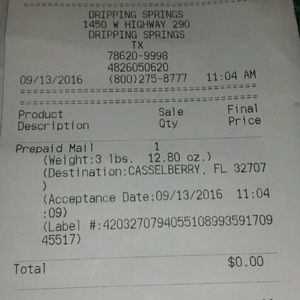 ========================================
DRIPPING SPRINGS
1450 W HIGHWAY 290
DRIPPING SPRINGS
TX
78620-9998
4826050620
09/13/2016 (800)275-8777 11:04 AM
========================================
========================================
Product Sale Final
Description Qty Price
----------------------------------------
Prepaid Mail 1
(Weight:3 lbs. 12.80 oz.)
(Destination:CASSELBERRY, FL 32707
)
(Acceptance Date:09/13/2016 11:04
:09)
(Label #:42032707940551089935917​09
45517)
----------------------------------------
Total $0.00
----------------------------------------